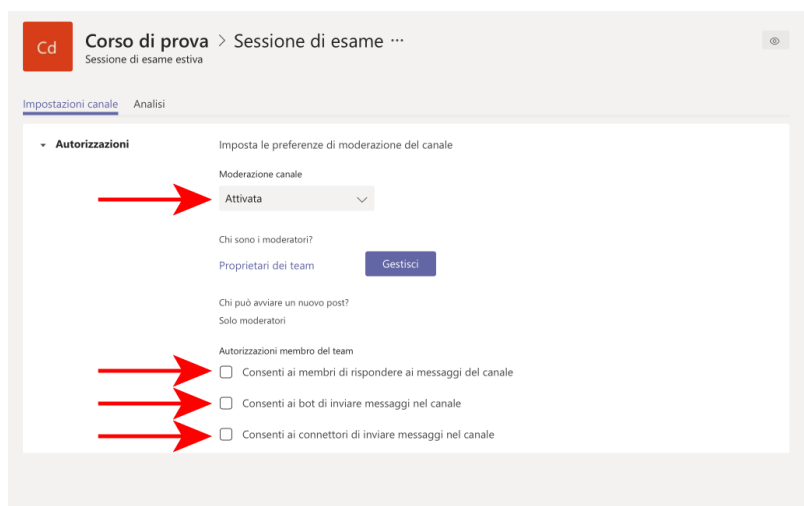 Cd
Corso di prova > Sessione di esame ···
Sessione di esame estiva
Impostazioni canale Analisi
Autorizzazioni
Imposta le preferenze di moderazione del canale
Moderazione canale
Attivata
Chi sono i moderatori?
Proprietari dei team
Gestisci
Chi può avviare un nuovo post?
Solo moderatori
Autorizzazioni membro del team
Consenti ai membri di rispondere ai messaggi del canale
Consenti ai bot di inviare messaggi nel canale
Consenti ai connettori di inviare messaggi nel canale